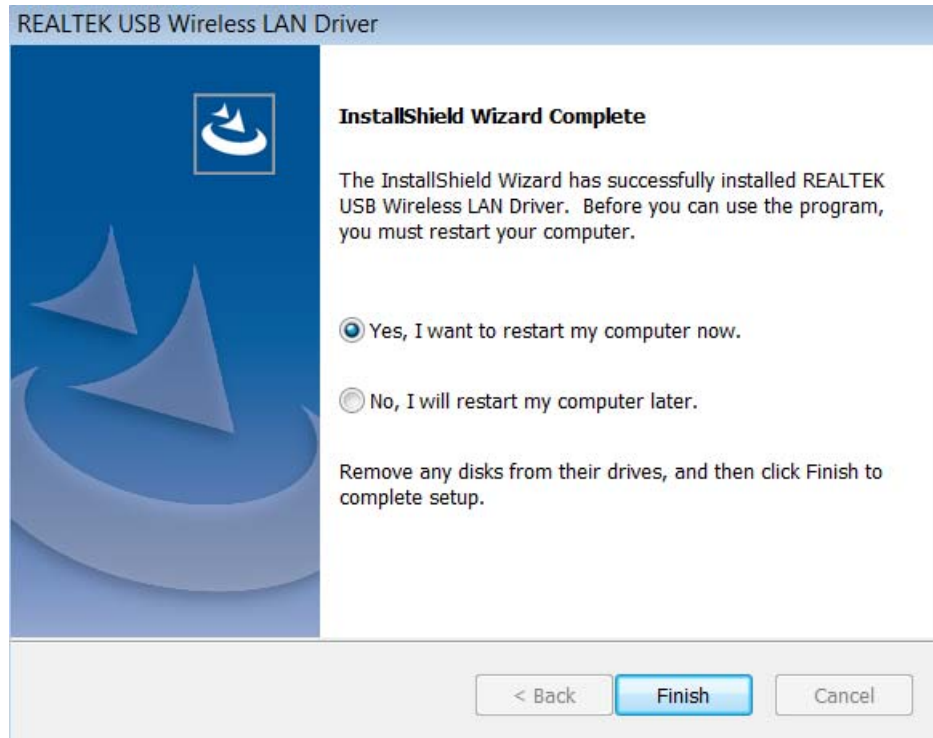 REALTEK USB Wireless LAN Driver
InstallShield Wizard Complete
The InstallShield Wizard has successfully installed REALTEK
USB Wireless LAN Driver.  Before you can use the program,
you must restart your computer.
Yes, I want to restart my computer now.
No, I will restart my computer later.
Remove any disks from their drives, and then click Finish to
complete setup.
< Back
Finish
Cancel